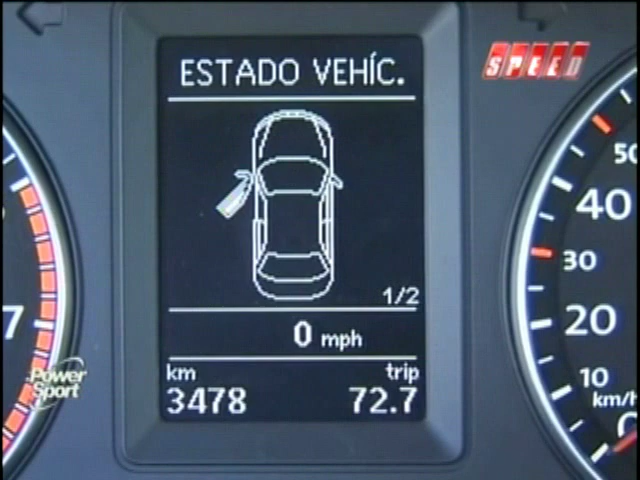 ESTADO VEHÍC.
SPEED
1/2
0 mph
km
trip
3478
72.7
7
Power
Sport
50
40
30
20
10
km/h
0